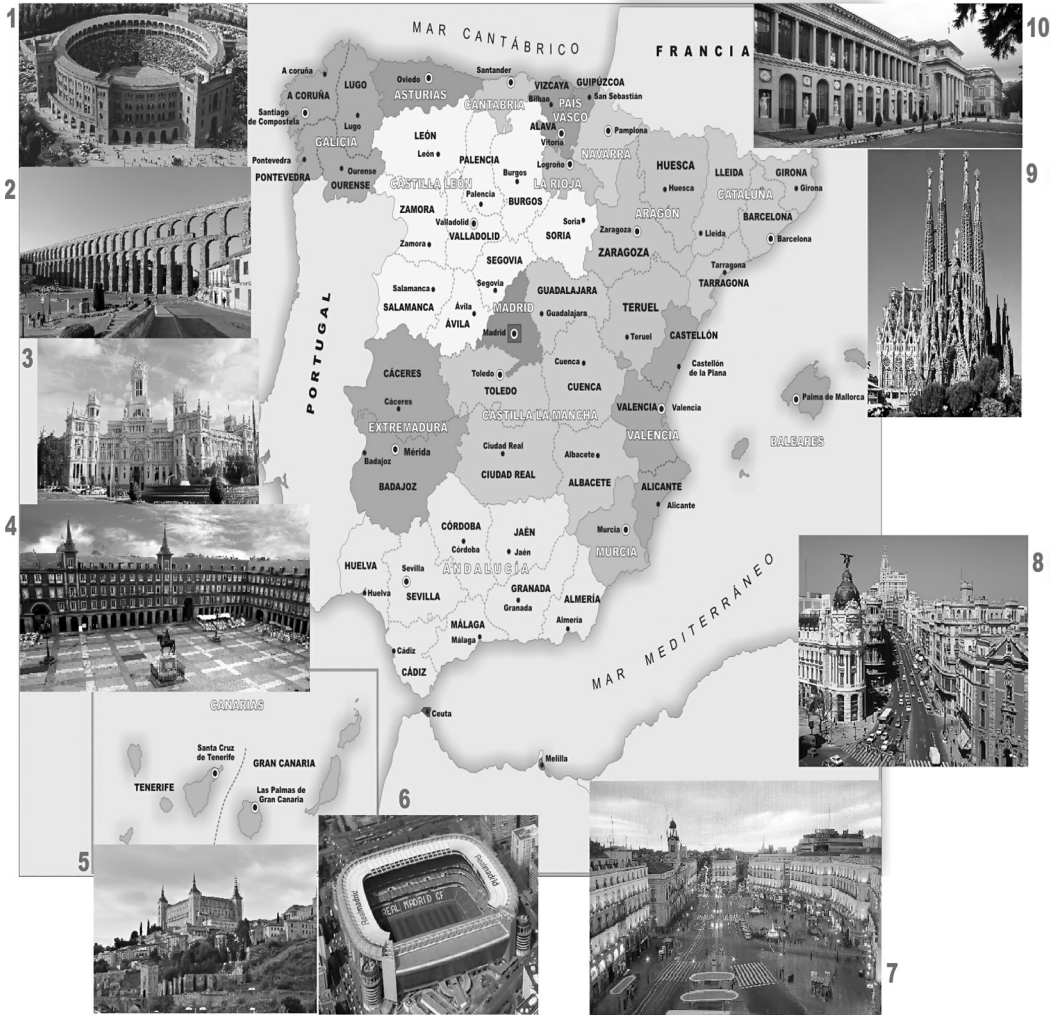 1
10
MAR CANTÁBRICO
FRANCIA
A coruña
A CORUÑA
LUGO
Oviedo
ASTURIAS
Santander
CANTABRIA
VIZCAYA
GUIPÚZCOA
Bilbao
PAÍS
VASCO
San Sebastián
Santiago
de Compostela
Lugo
GALICIA
ALAVA
Vitoria
Pamplona
NAVARRA
Pontevedra
PONTEVEDRA
Ourense
OURENSE
LEÓN
León
PALENCIA
Burgos
BURGOS
Logroño
LA RIOJA
HUESCA
Huesca
LLEIDA
GIRONA
Girona
CATALUÑA
2
9
CASTILLA LEÓN
Palencia
ZAMORA
Valladolid
VALLADOLID
Zamora
Soria
SORIA
ARAGÓN
Zaragoza
ZARAGOZA
Lleida
BARCELONA
Barcelona
SEGOVIA
Segovia
Tarragona
TARRAGONA
Salamanca
SALAMANCA
Ávila
ÁVILA
MADRID
Madrid
GUADALAJARA
Guadalajara
TERUEL
Teruel
CASTELLÓN
Castellón
de la Plana
3
PORTUGAL
CÁCERES
Cáceres
Toledo
TOLEDO
Cuenca
CUENCA
VALENCIA
Valencia
VALENCIA
Palma de Mallorca
BALEARES
EXTREMADURA
CASTILLA LA MANCHA
Badajoz
Mérida
BADAJOZ
Ciudad Real
CIUDAD REAL
Albacete
ALBACETE
ALICANTE
Alicante
4
CÓRDOBA
Córdoba
JAÉN
Jaén
Murcia
MURCIA
ANDALUCÍA
HUELVA
Huelva
Sevilla
SEVILLA
GRANADA
Granada
ALMERÍA
Almería
MÁLAGA
Málaga
Cádiz
CÁDIZ
MAR MEDITERRÁNEO
8
Ceuta
Melilla
CANARIAS
Santa Cruz
de Tenerife
TENERIFE
GRAN CANARIA
Las Palmas de
Gran Canaria
5
6
Realmadrid
Realmadrid
REAL MADRID CF
7